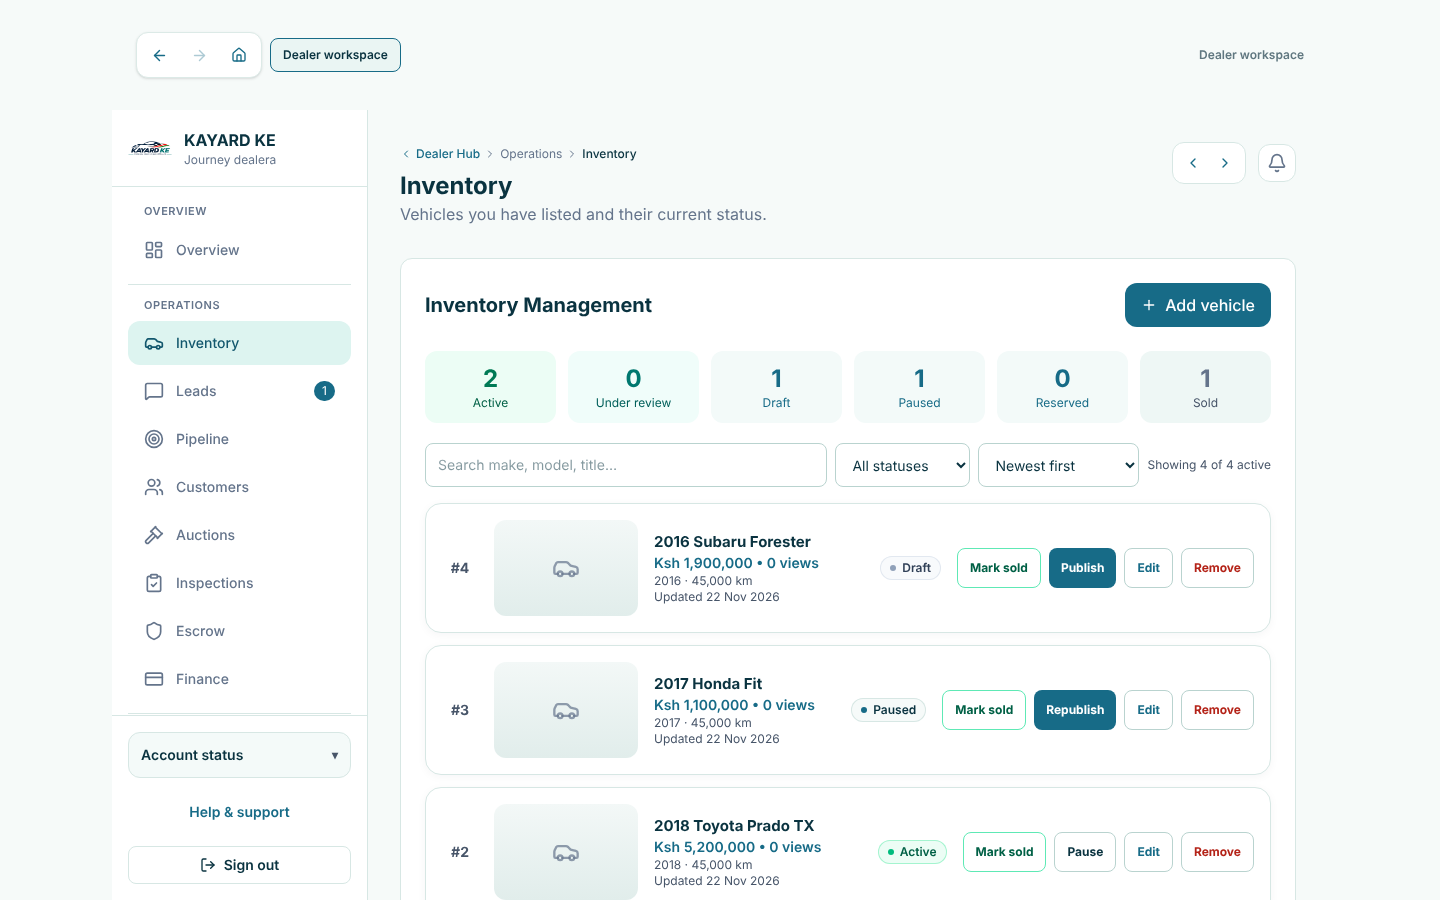 Dealer workspace
Dealer workspace
KAYARD KE
KAYARD KE
Journey dealera
OVERVIEW
Overview
OPERATIONS
Inventory
Leads
1
Pipeline
Customers
Auctions
Inspections
Escrow
Finance
Account status
Help & support
Sign out
Dealer Hub
Operations
Inventory
Inventory
Vehicles you have listed and their current status.
Inventory Management
+ Add vehicle
2
Active
0
Under review
1
Draft
1
Paused
0
Reserved
1
Sold
Search make, model, title...
All statuses
Newest first
Showing 4 of 4 active
#4
2016 Subaru Forester
Ksh 1,900,000 • 0 views
2016 · 45,000 km
Updated 22 Nov 2026
Draft
Mark sold
Publish
Edit
Remove
#3
2017 Honda Fit
Ksh 1,100,000 • 0 views
2017 · 45,000 km
Updated 22 Nov 2026
Paused
Mark sold
Republish
Edit
Remove
#2
2018 Toyota Prado TX
Ksh 5,200,000 • 0 views
2018 · 45,000 km
Updated 22 Nov 2026
Active
Mark sold
Pause
Edit
Remove